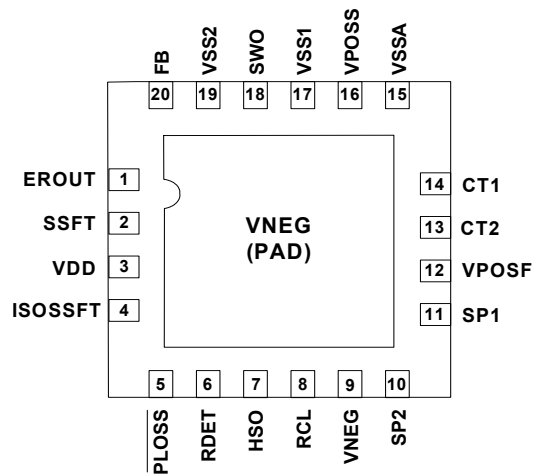 FB VSS2 SWO VSS1 VPOSS VSSA
20 19 18 17 16 15
EROUT 1
SSFT 2
VDD 3
ISOSSFT 4
VNEG
(PAD)
14 CT1
13 CT2
12 VPOSF
11 SP1
5 6 7 8 9 10
PLOSS RDET HSO RCL VNEG SP2